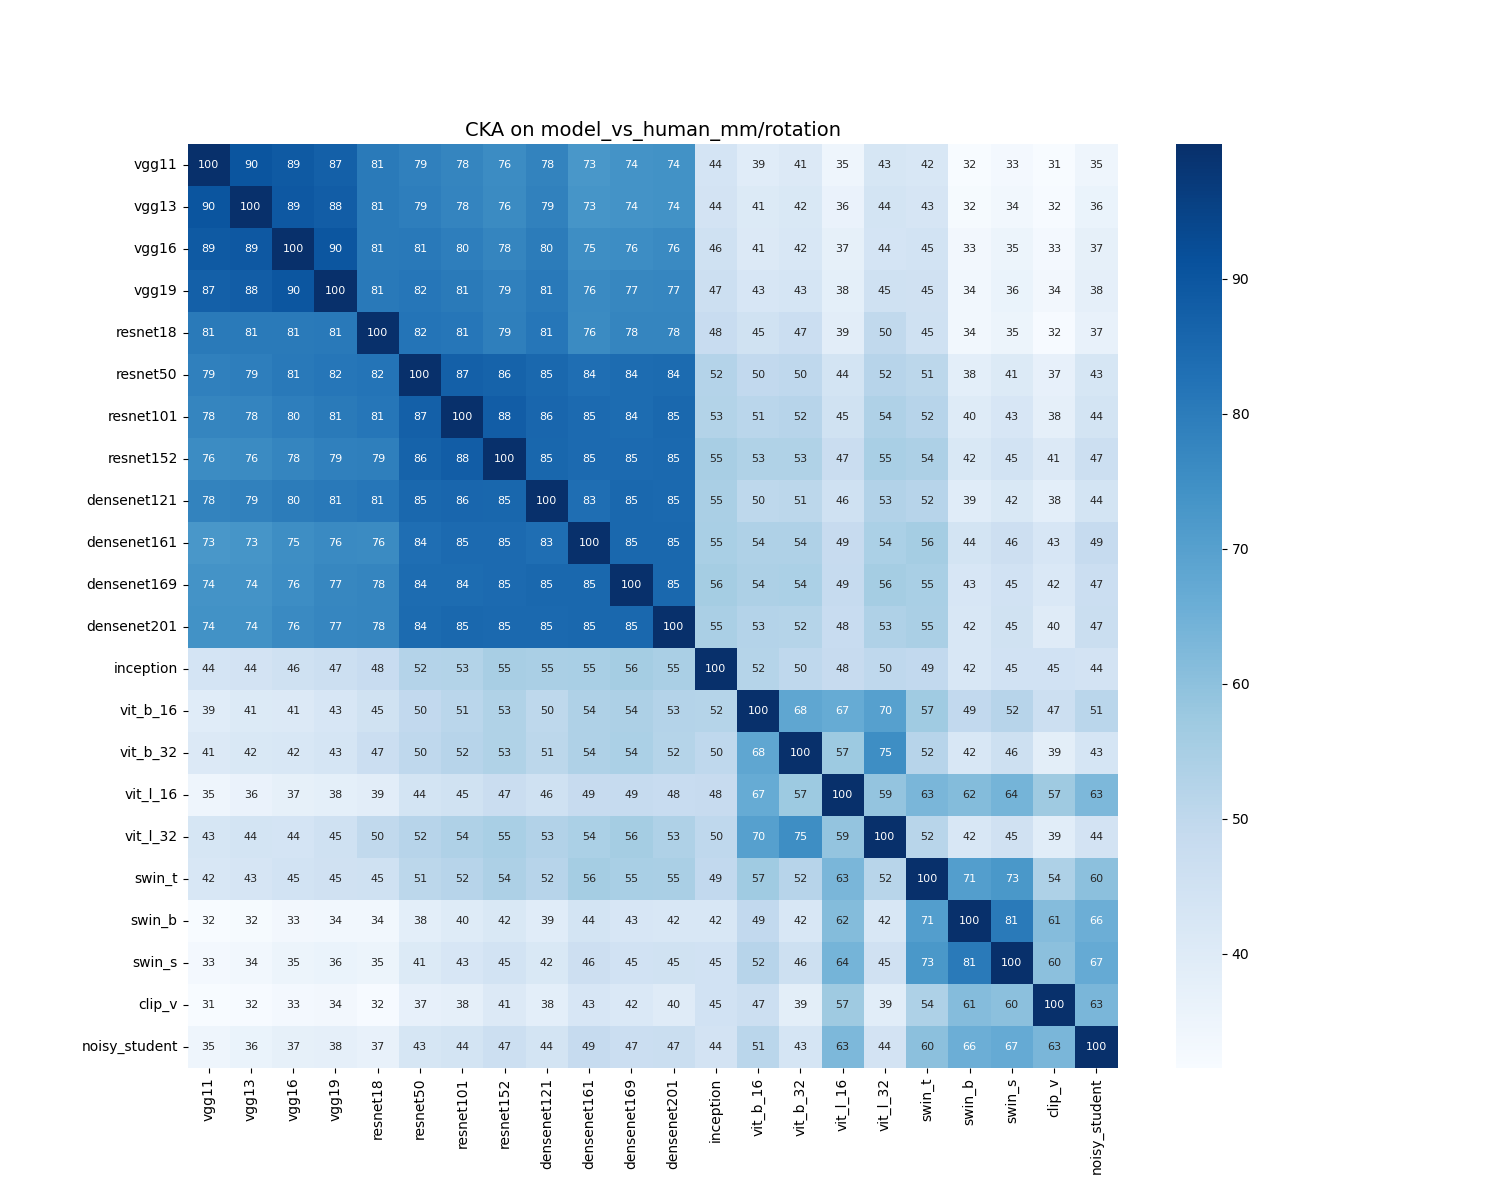 CKA on model_vs_human_mm/rotation
vgg11 100 90 89 87 81 79 78 76 78 73 74 74 44 39 41 35 43 42 32 33 31 35
vgg13 90 100 89 88 81 79 78 76 79 73 74 74 44 41 42 36 44 43 32 34 32 36
vgg16 89 89 100 90 81 81 80 78 80 75 76 76 46 41 42 37 44 45 33 35 33 37
vgg19 87 88 90 100 81 82 81 79 81 76 77 77 47 43 43 38 45 45 34 36 34 38
resnet18 81 81 81 81 100 82 81 79 81 76 78 78 48 45 47 39 50 45 34 35 32 37
resnet50 79 79 81 82 82 100 87 86 85 84 84 84 52 50 50 44 52 51 38 41 37 43
resnet101 78 78 80 81 81 87 100 88 86 85 84 85 53 51 52 45 54 52 40 43 38 44
resnet152 76 76 78 79 79 86 88 100 85 85 85 85 55 53 53 47 55 54 42 45 41 47
densenet121 78 79 80 81 81 85 86 85 100 83 85 85 55 50 51 46 53 52 39 42 38 44
densenet161 73 73 75 76 76 84 85 85 83 100 85 85 55 54 54 49 54 56 44 46 43 49
densenet169 74 74 76 77 78 84 84 85 85 85 100 85 56 54 54 49 56 55 43 45 42 47
densenet201 74 74 76 77 78 84 85 85 85 85 85 100 55 53 52 48 53 55 42 45 40 47
inception 44 44 46 47 48 52 53 55 55 55 56 55 100 52 50 48 50 49 42 45 45 44
vit_b_16 39 41 41 43 45 50 51 53 50 54 54 53 52 100 68 67 70 57 49 52 47 51
vit_b_32 41 42 42 43 47 50 52 53 51 54 54 52 50 68 100 57 75 52 42 46 39 43
vit_l_16 35 36 37 38 39 44 45 47 46 49 49 48 48 67 57 100 59 63 62 64 57 63
vit_l_32 43 44 44 45 50 52 54 55 53 54 56 53 50 70 75 59 100 52 42 45 39 44
swin_t 42 43 45 45 45 51 52 54 52 56 55 55 49 57 52 63 52 100 71 73 54 60
swin_b 32 32 33 34 34 38 40 42 39 44 43 42 42 49 42 62 42 71 100 81 61 66
swin_s 33 34 35 36 35 41 43 45 42 46 45 45 45 52 46 64 45 73 81 100 60 67
clip_v 31 32 33 34 32 37 38 41 38 43 42 40 45 47 39 57 39 54 61 60 100 63
noisy_student 35 36 37 38 37 43 44 47 44 49 47 47 44 51 43 63 44 60 66 67 63 100
vgg11 vgg13 vgg16 vgg19 resnet18 resnet50 resnet101 resnet152 densenet121 densenet161 densenet169 densenet201 inception vit_b_16 vit_b_32 vit_l_16 vit_l_32 swin_t swin_b swin_s clip_v noisy_student
90
80
70
60
50
40